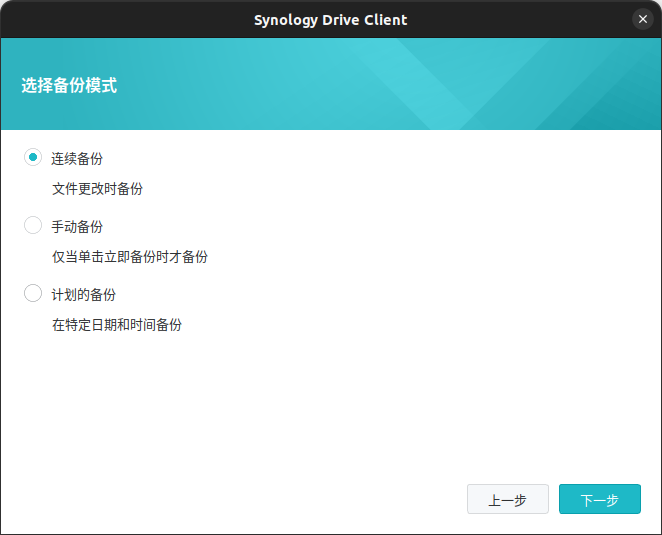 Synology Drive Client
选择备份模式
连续备份
文件更改时备份
手动备份
仅当单击立即备份时才备份
计划的备份
在特定日期和时间备份
上一步
下一步